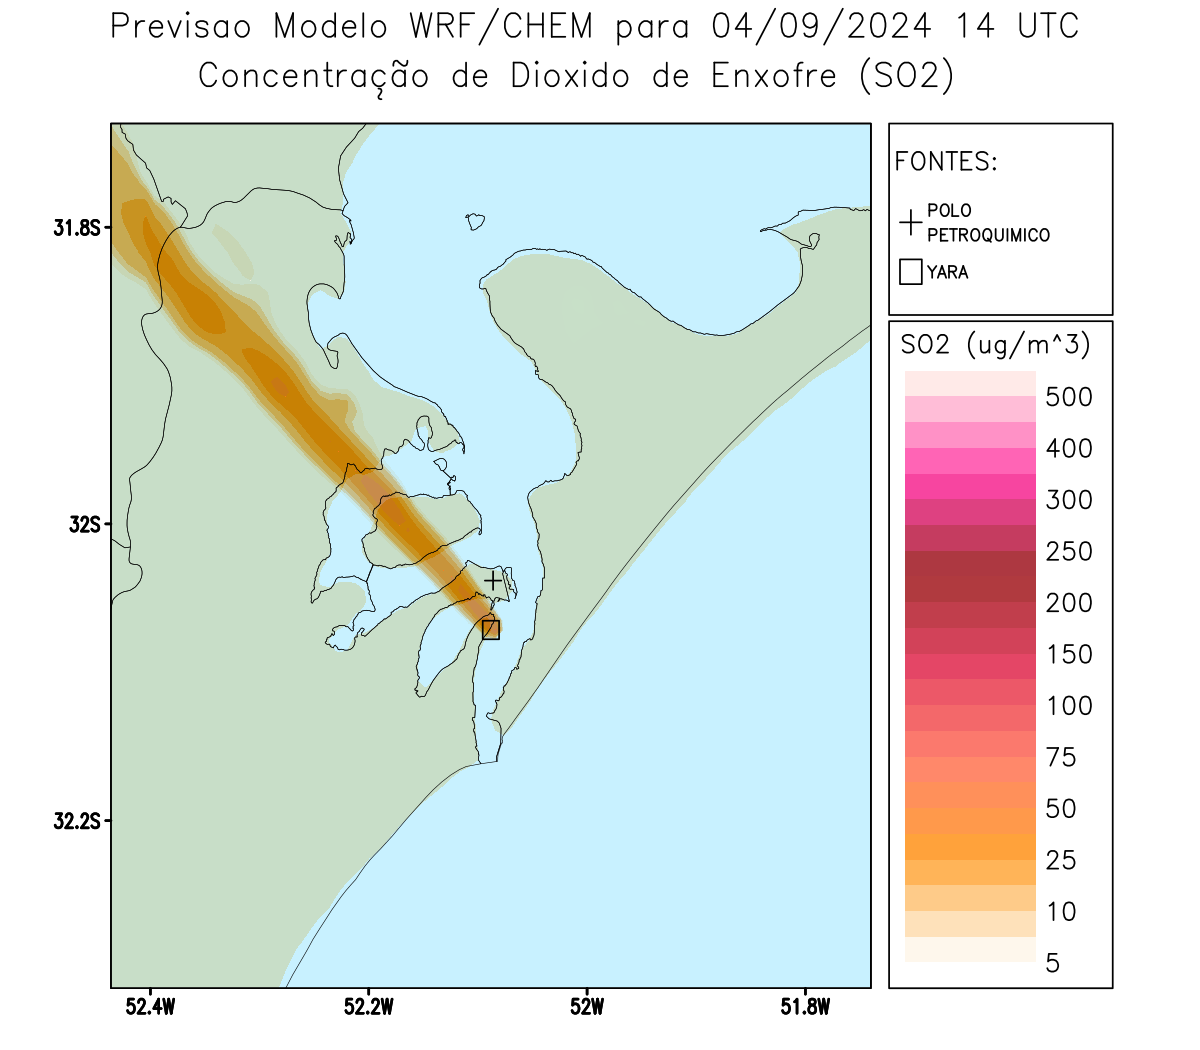 Previsao Modelo WRF/CHEM para 04/09/2024 14 UTC
Concentração de Dioxido de Enxofre (SO2)
FONTES:
POLO
PETROQUIMICO
YARA
SO2 (ug/m^3)
500
400
300
250
200
150
100
75
50
25
10
5
31.8S
32S
32.2S
52.4W
52.2W
52W
51.8W